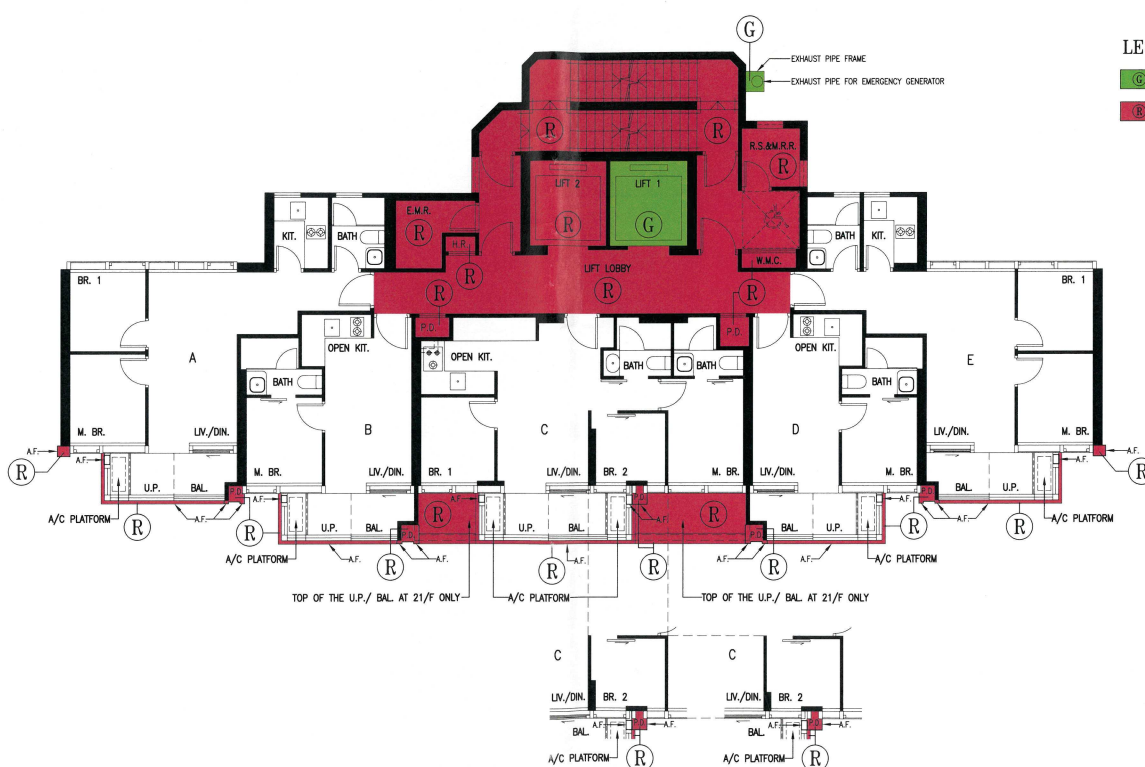 G
EXHAUST PIPE FRAME
EXHAUST PIPE FOR EMERGENCY GENERATOR
LE
G
R
R
R
R.S.&M.R.R.
R
LIFT 2
LIFT 1
R
G
E.M.R.
R
H.R.
R
KIT.
BATH
BATH
KIT.
W.M.C.
LIFT LOBBY
R
R
R
P.D.
P.D.
BR. 1
A
M. BR.
LIV./DIN.
OPEN KIT.
BATH
B
M. BR.
LIV./DIN.
OPEN KIT.
C
BR. 1
LIV./DIN.
BATH
BATH
BR. 2
M. BR.
OPEN KIT.
BATH
D
LIV./DIN.
M. BR.
BR. 1
E
LIV./DIN.
M. BR.
A.F.
R
A.F.
U.P.
BAL.
P.D.
A.F.
A/C PLATFORM
R
R
A.F.
U.P.
BAL.
P.D.
R
A.F.
A.F.
A/C PLATFORM
R
R
A.F.
U.P.
BAL.
P.D.
A.F.
R
A.F.
R
R
P.D.
A.F.
BAL.
U.P.
A.F.
R
A.F.
A/C PLATFORM
R
P.D.
A.F.
BAL.
U.P.
A.F.
R
A/C PLATFORM
A.F.
R
TOP OF THE U.P./ BAL. AT 21/F ONLY
A/C PLATFORM
TOP OF THE U.P./ BAL. AT 21/F ONLY
C
LIV./DIN.
BR. 2
A.F.
P.D.
A.F.
BAL.
A/C PLATFORM
R
C
LIV./DIN.
BR. 2
A.F.
P.D.
A.F.
BAL.
A/C PLATFORM
R